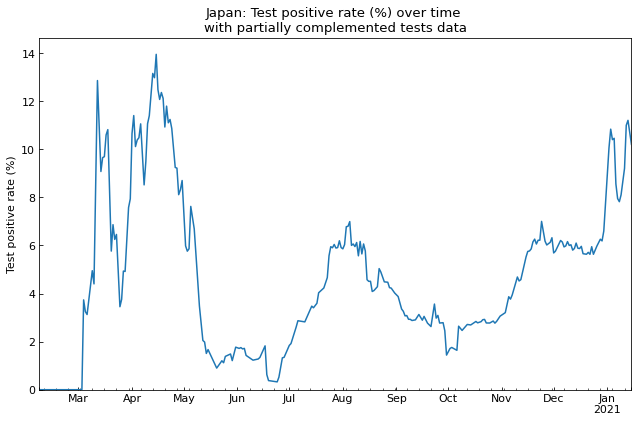 Japan: Test positive rate (%) over time
with partially complemented tests data
Test positive rate (%)
14
12
10
8
6
4
2
0
Mar Apr May Jun Jul Aug Sep Oct Nov Dec Jan
2021